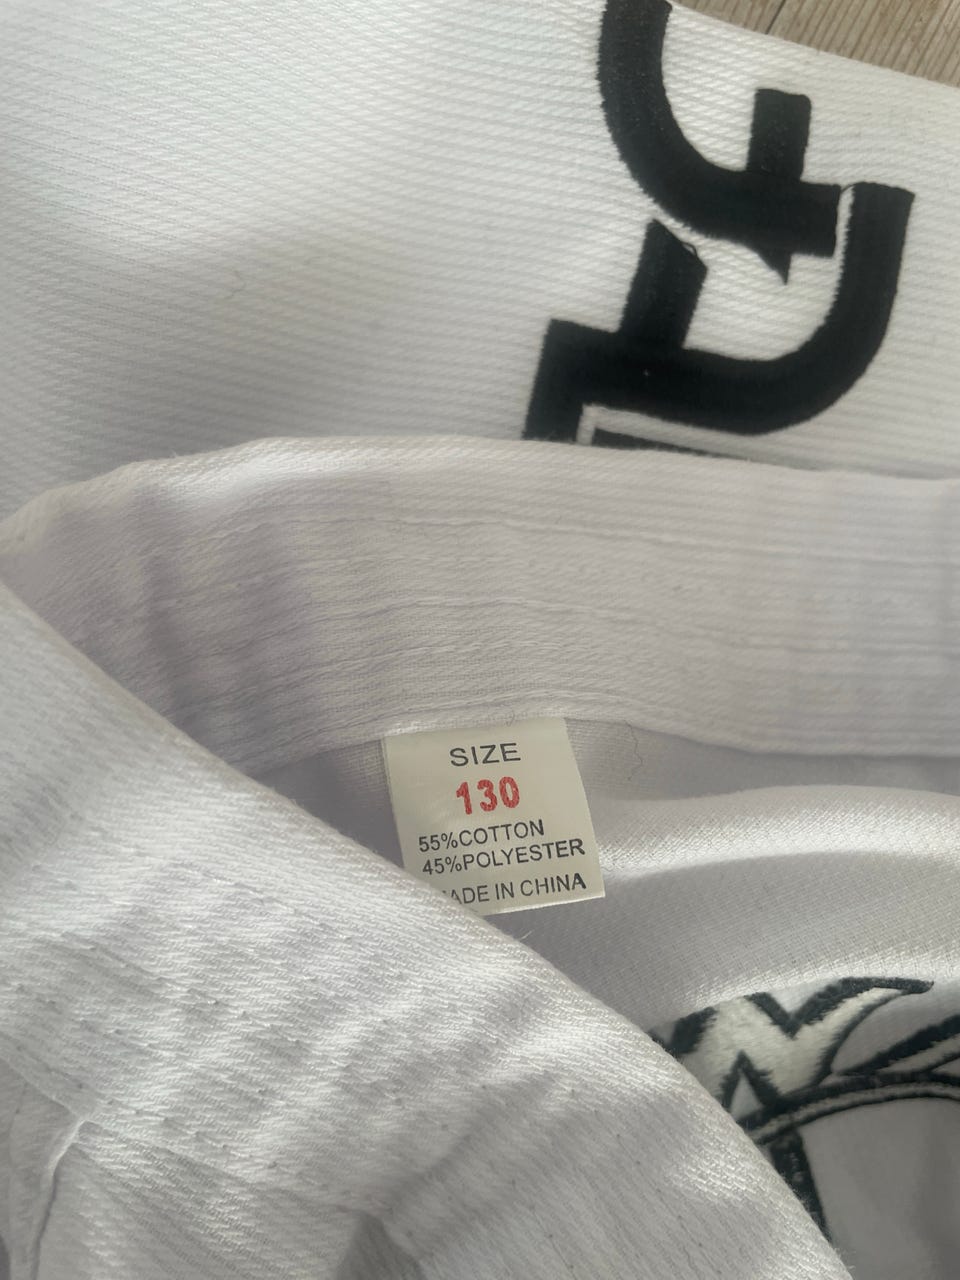 SIZE
130
55%COTTON
45%POLYESTER
ADE IN CHINA